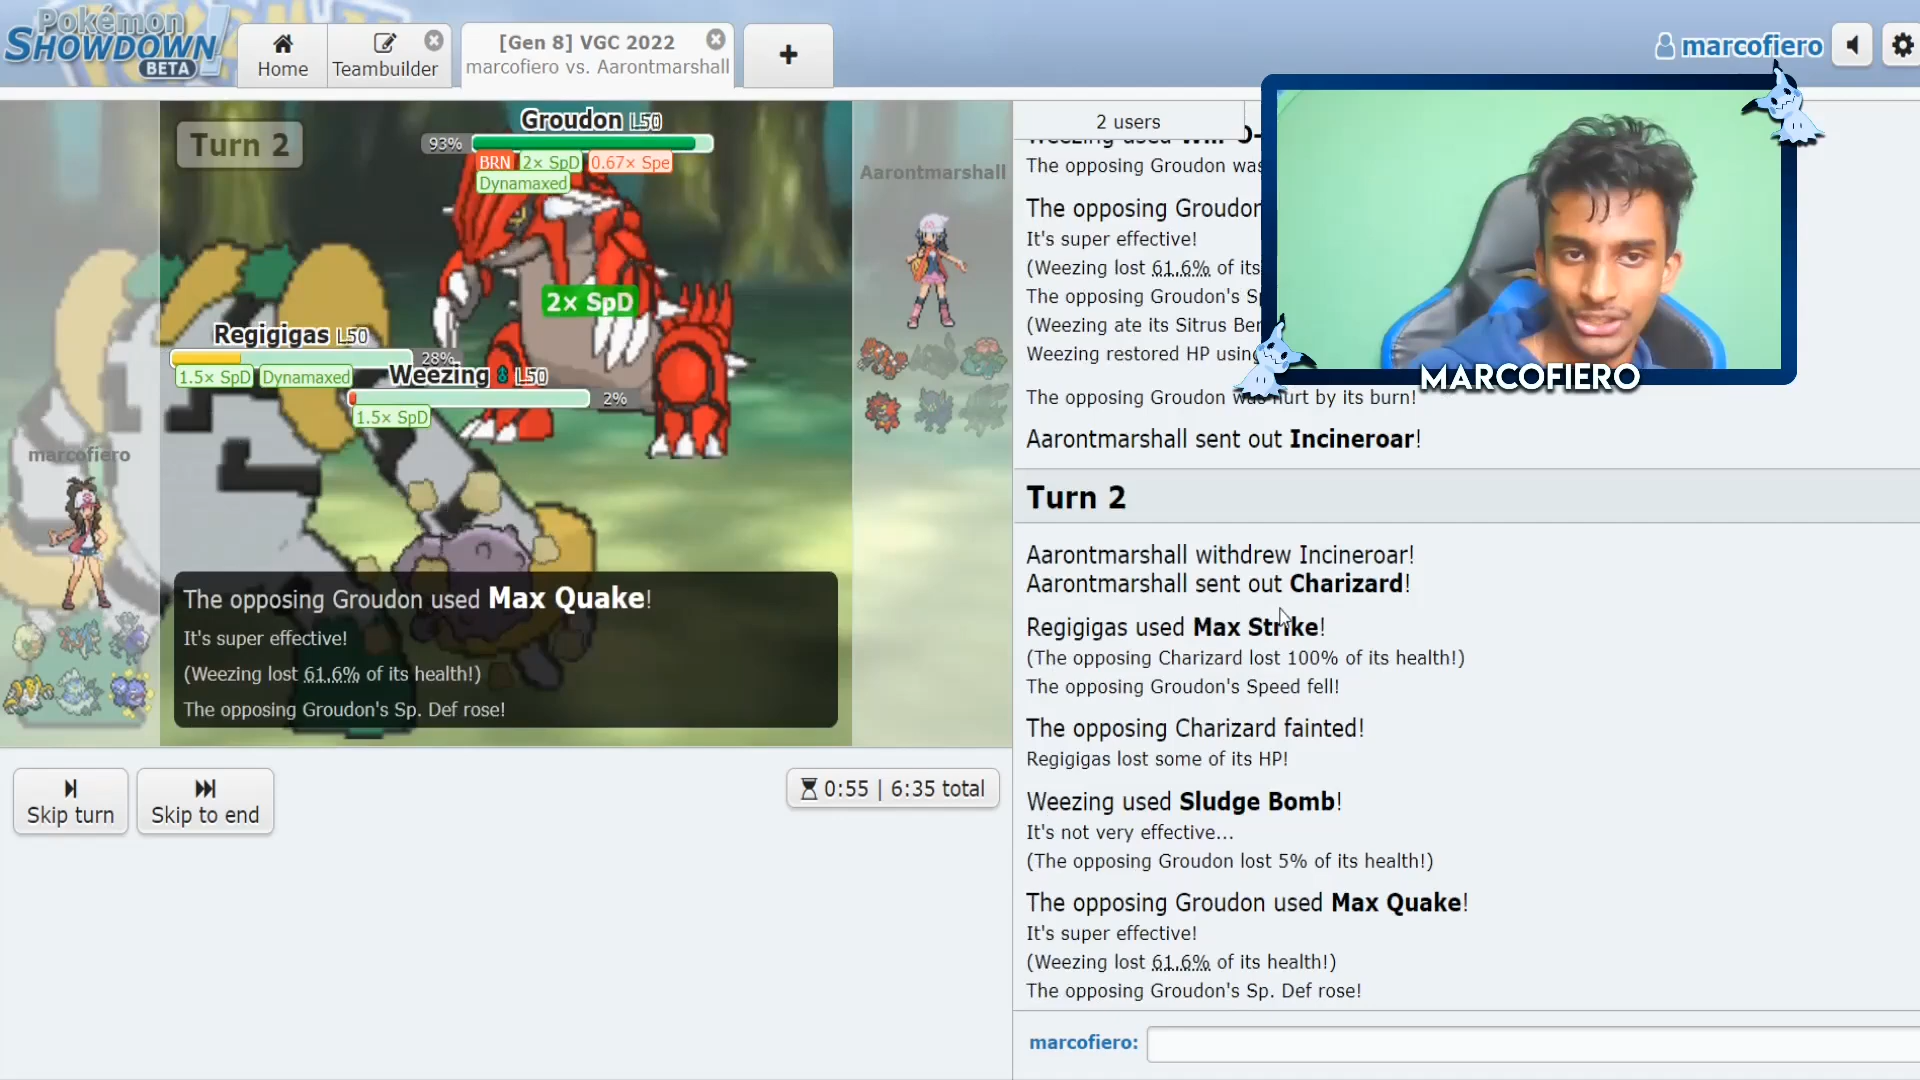 Pokémon
SHOWDOWN!
BETA
Home
Teambuilder
[Gen 8] VGC 2022
marcofiero vs. Aarontmarshall
marcofiero
Turn 2
Groudon L50
93%
BRN 2× SpD 0.67× Spe
Dynamaxed
2× SpD
Regigigas L50
28%
1.5× SpD Dynamaxed
Weezing L50
2%
1.5× SpD
Aarontmarshall
marcofiero
The opposing Groudon used Max Quake!
It's super effective!
(Weezing lost 61.6% of its health!)
The opposing Groudon's Sp. Def rose!
Skip turn
Skip to end
0:55 | 6:35 total
2 users
The opposing Groudon was
The opposing Groudon
It's super effective!
(Weezing lost 61.6% of its
The opposing Groudon's
(Weezing ate its Sitrus
Weezing restored HP using
The opposing Groudon was hurt by its burn!
Aarontmarshall sent out Incineroar!
Turn 2
Aarontmarshall withdrew Incineroar!
Aarontmarshall sent out Charizard!
Regigigas used Max Strike!
(The opposing Charizard lost 100% of its health!)
The opposing Groudon's Speed fell!
The opposing Charizard fainted!
Regigigas lost some of its HP!
Weezing used Sludge Bomb!
It's not very effective...
(The opposing Groudon lost 5% of its health!)
The opposing Groudon used Max Quake!
It's super effective!
(Weezing lost 61.6% of its health!)
The opposing Groudon's Sp. Def rose!
marcofiero:
MARCOFIERO